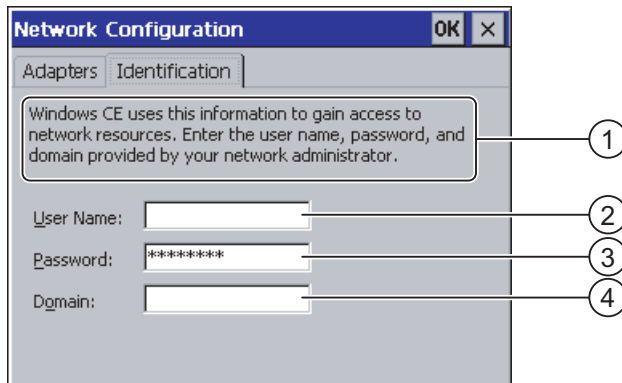 Network Configuration OK ×
Adapters Identification
Windows CE uses this information to gain access to
network resources. Enter the user name, password, and
domain provided by your network administrator.
1
User Name:
2
Password: ********
3
Domain:
4